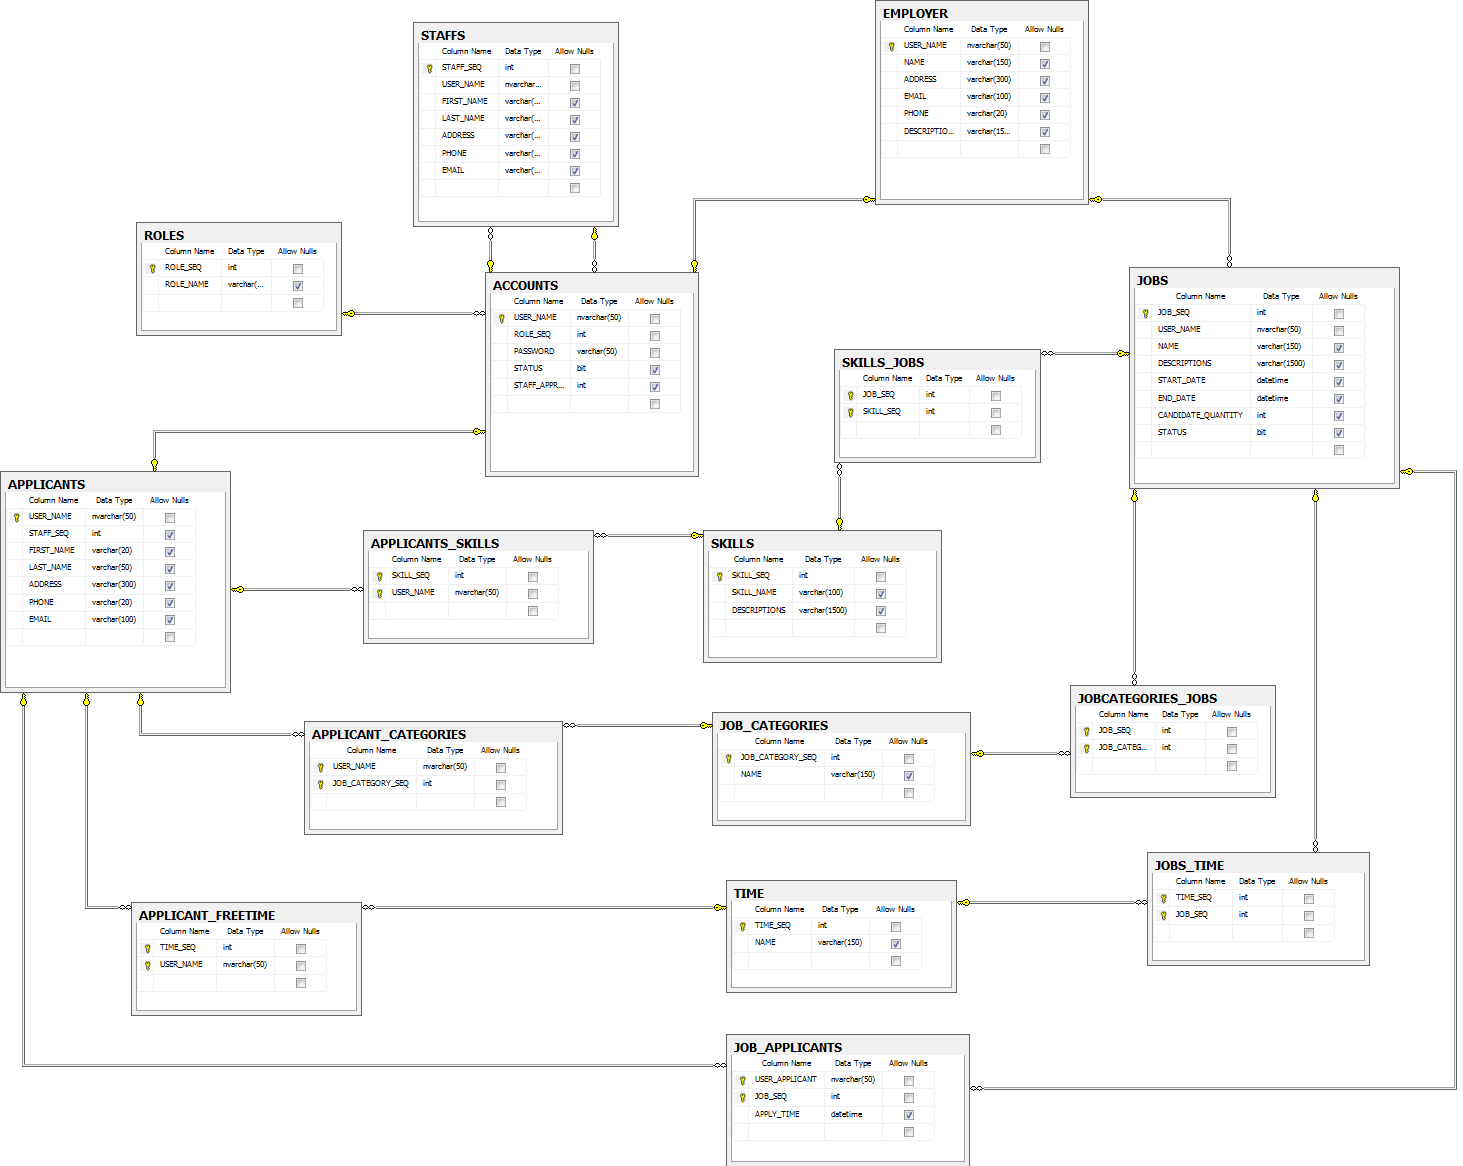 EMPLOYER
Column Name Data Type Allow Nulls
USER_NAME nvarchar(50)
NAME varchar(150)
ADDRESS varchar(300)
EMAIL varchar(100)
PHONE varchar(20)
DESCRIPTIO... varchar(15...
STAFFS
Column Name Data Type Allow Nulls
STAFF_SEQ int
USER_NAME nvarchar...
FIRST_NAME varchar(...
LAST_NAME varchar(...
ADDRESS varchar(...
PHONE varchar(...
EMAIL varchar(...
ROLES
Column Name Data Type Allow Nulls
ROLE_SEQ int
ROLE_NAME varchar(...
ACCOUNTS
Column Name Data Type Allow Nulls
USER_NAME nvarchar(50)
ROLE_SEQ int
PASSWORD varchar(50)
STATUS bit
STAFF_APPR... int
JOBS
Column Name Data Type Allow Nulls
JOB_SEQ int
USER_NAME nvarchar(50)
NAME varchar(150)
DESCRIPTIONS varchar(1500)
START_DATE datetime
END_DATE datetime
CANDIDATE_QUANTITY int
STATUS bit
SKILLS_JOBS
Column Name Data Type Allow Nulls
JOB_SEQ int
SKILL_SEQ int
APPLICANTS
Column Name Data Type Allow Nulls
USER_NAME nvarchar(50)
STAFF_SEQ int
FIRST_NAME varchar(20)
LAST_NAME varchar(50)
ADDRESS varchar(300)
PHONE varchar(20)
EMAIL varchar(100)
APPLICANTS_SKILLS
Column Name Data Type Allow Nulls
SKILL_SEQ int
USER_NAME nvarchar(50)
SKILLS
Column Name Data Type Allow Nulls
SKILL_SEQ int
SKILL_NAME varchar(100)
DESCRIPTIONS varchar(1500)
JOBCATEGORIES_JOBS
Column Name Data Type Allow Nulls
JOB_SEQ int
JOB_CATEG... int
APPLICANT_CATEGORIES
Column Name Data Type Allow Nulls
USER_NAME nvarchar(50)
JOB_CATEGORY_SEQ int
JOB_CATEGORIES
Column Name Data Type Allow Nulls
JOB_CATEGORY_SEQ int
NAME varchar(150)
JOBS_TIME
Column Name Data Type Allow Nulls
TIME_SEQ int
JOB_SEQ int
APPLICANT_FREETIME
Column Name Data Type Allow Nulls
TIME_SEQ int
USER_NAME nvarchar(50)
TIME
Column Name Data Type Allow Nulls
TIME_SEQ int
NAME varchar(150)
JOB_APPLICANTS
Column Name Data Type Allow Nulls
USER_APPLICANT nvarchar(50)
JOB_SEQ int
APPLY_TIME datetime